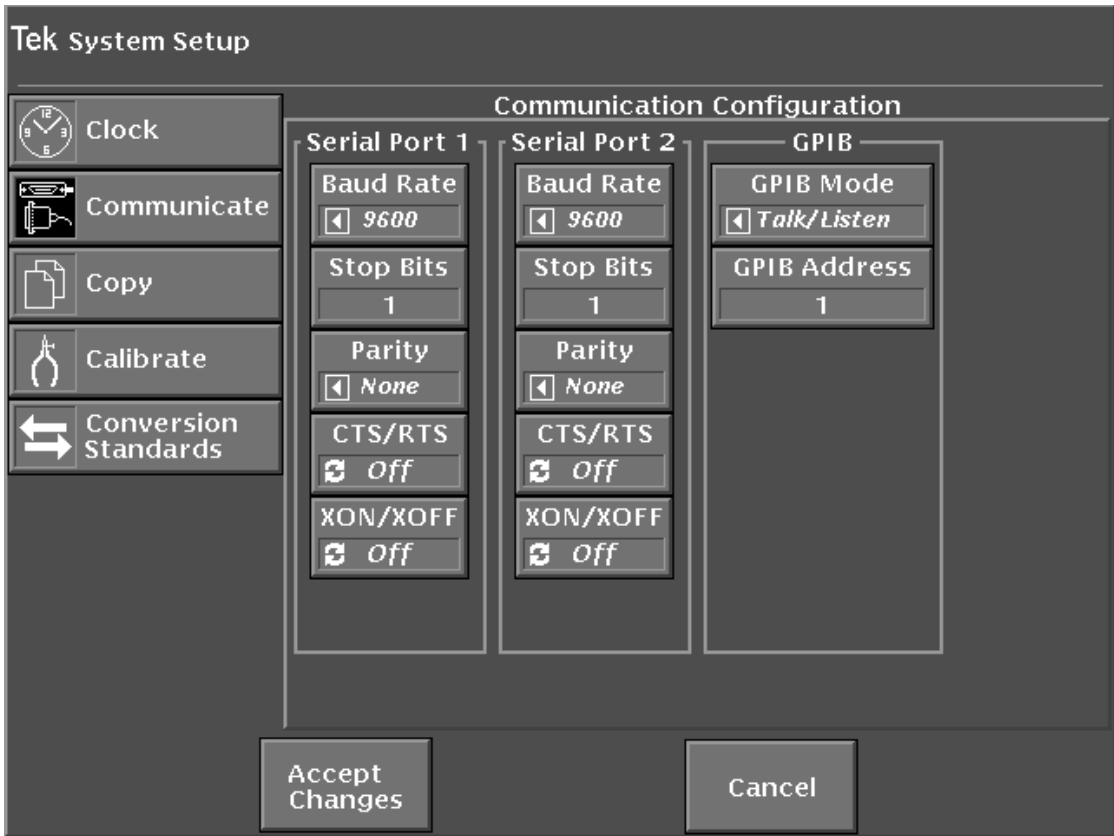 Tek System Setup
Clock
Communicate
Copy
Calibrate
Conversion
Standards
Communication Configuration
Serial Port 1
Baud Rate
9600
Stop Bits
1
Parity
None
CTS/RTS
Off
XON/XOFF
Off
Serial Port 2
Baud Rate
9600
Stop Bits
1
Parity
None
CTS/RTS
Off
XON/XOFF
Off
GPIB
GPIB Mode
Talk/Listen
GPIB Address
1
Accept
Changes
Cancel